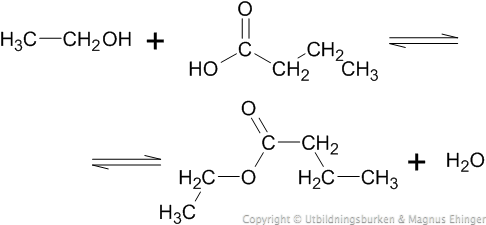 O
H₃C CH₂OH + C CH₂
HO CH₂ CH₃
O
C CH₂
H₂C O H₂C CH₃ + H₂O
H₃C
Copyright © Utbildningsburken & Magnus Ehinger